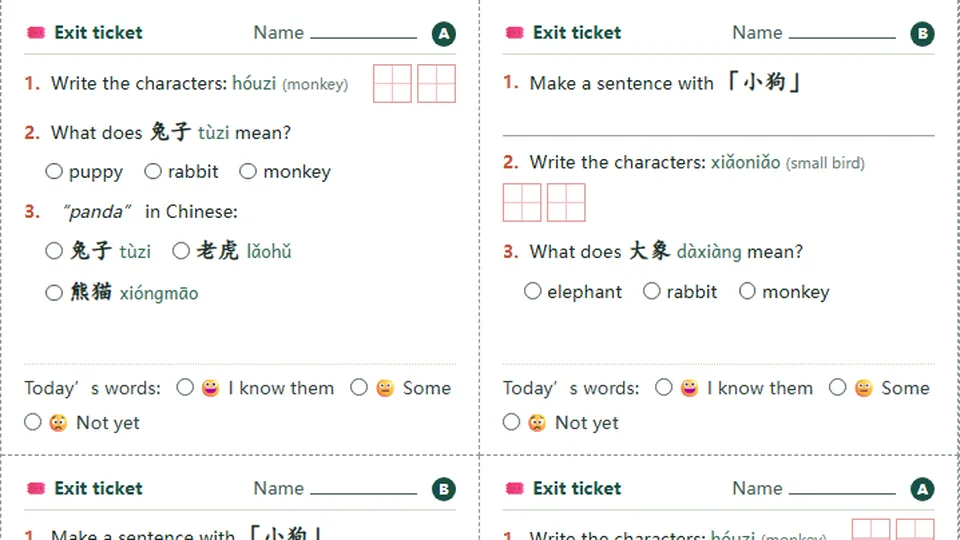 Exit ticket Name A
1. Write the characters: hóuzi (monkey)
2. What does 兔子 tùzi mean?
puppy rabbit monkey
3. “panda” in Chinese:
兔子 tùzi 老虎 lǎohǔ
熊猫 xióngmāo
Today’s words: I know them Some
Not yet
Exit ticket Name B
1. Make a sentence with 「小狗」
2. Write the characters: xiǎoniǎo (small bird)
3. What does 大象 dàxiàng mean?
elephant rabbit monkey
Today’s words: I know them Some
Not yet
Exit ticket Name B
1. Make a sentence with 「小狗」
Exit ticket Name A
1. Write the characters: hóuzi (monkey)